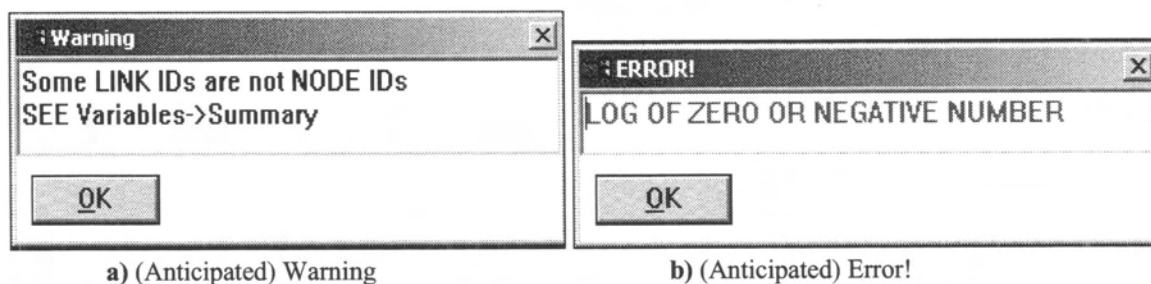 Warning
Some LINK IDs are not NODE IDs
SEE Variables->Summary
OK
a) (Anticipated) Warning
ERROR!
LOG OF ZERO OR NEGATIVE NUMBER
OK
b) (Anticipated) Error!